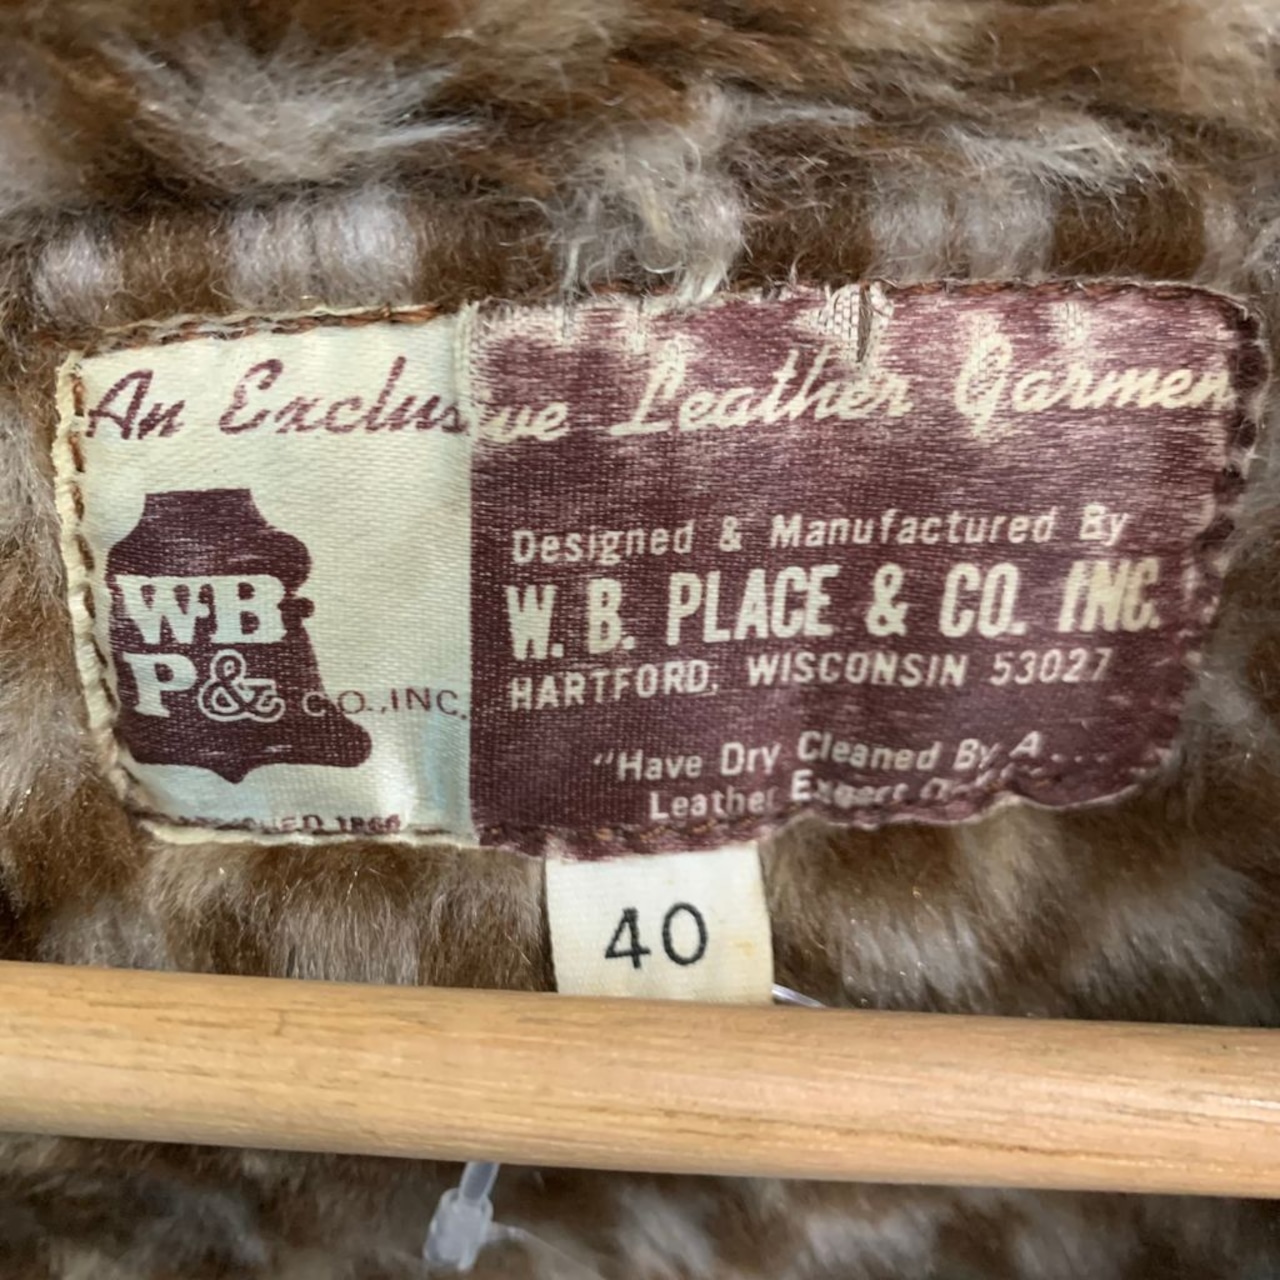 An Exclusive Leather Garmen
WB
P& CO., INC.
Designed & Manufactured By
W. B. PLACE & CO. INC.
HARTFORD, WISCONSIN 53027
"Have Dry Cleaned By A . . . .
Leather Expert
1866
40